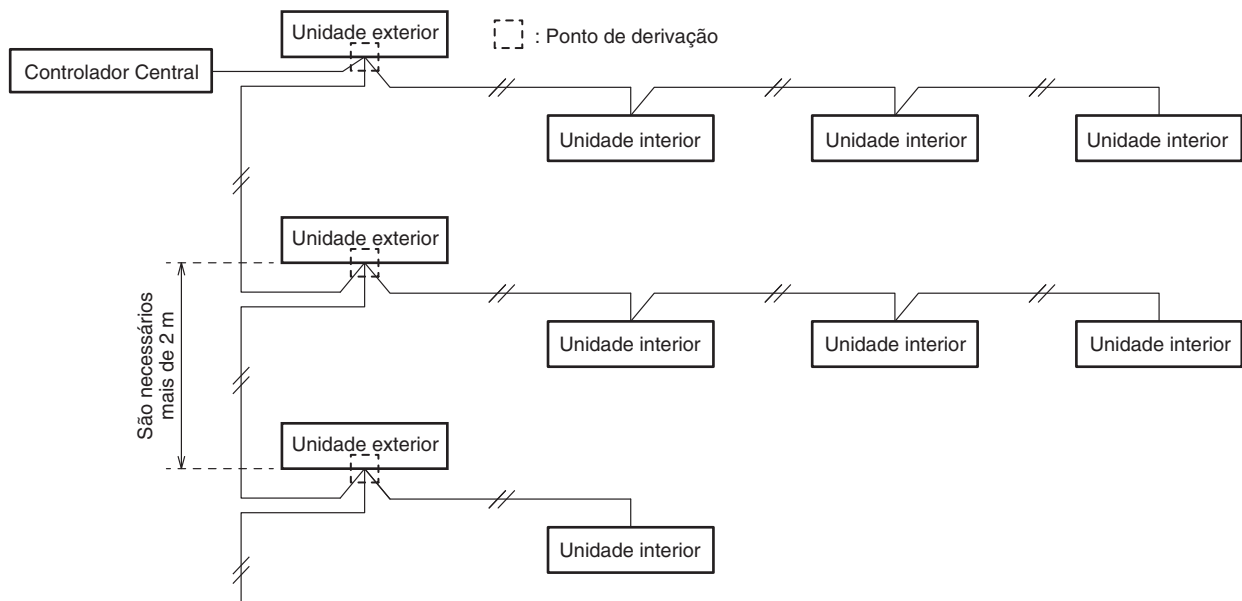 Unidade exterior
: Ponto de derivação
Controlador Central
Unidade interior
Unidade interior
Unidade interior
Unidade exterior
São necessários
mais de 2 m
Unidade interior
Unidade interior
Unidade interior
Unidade exterior
Unidade interior